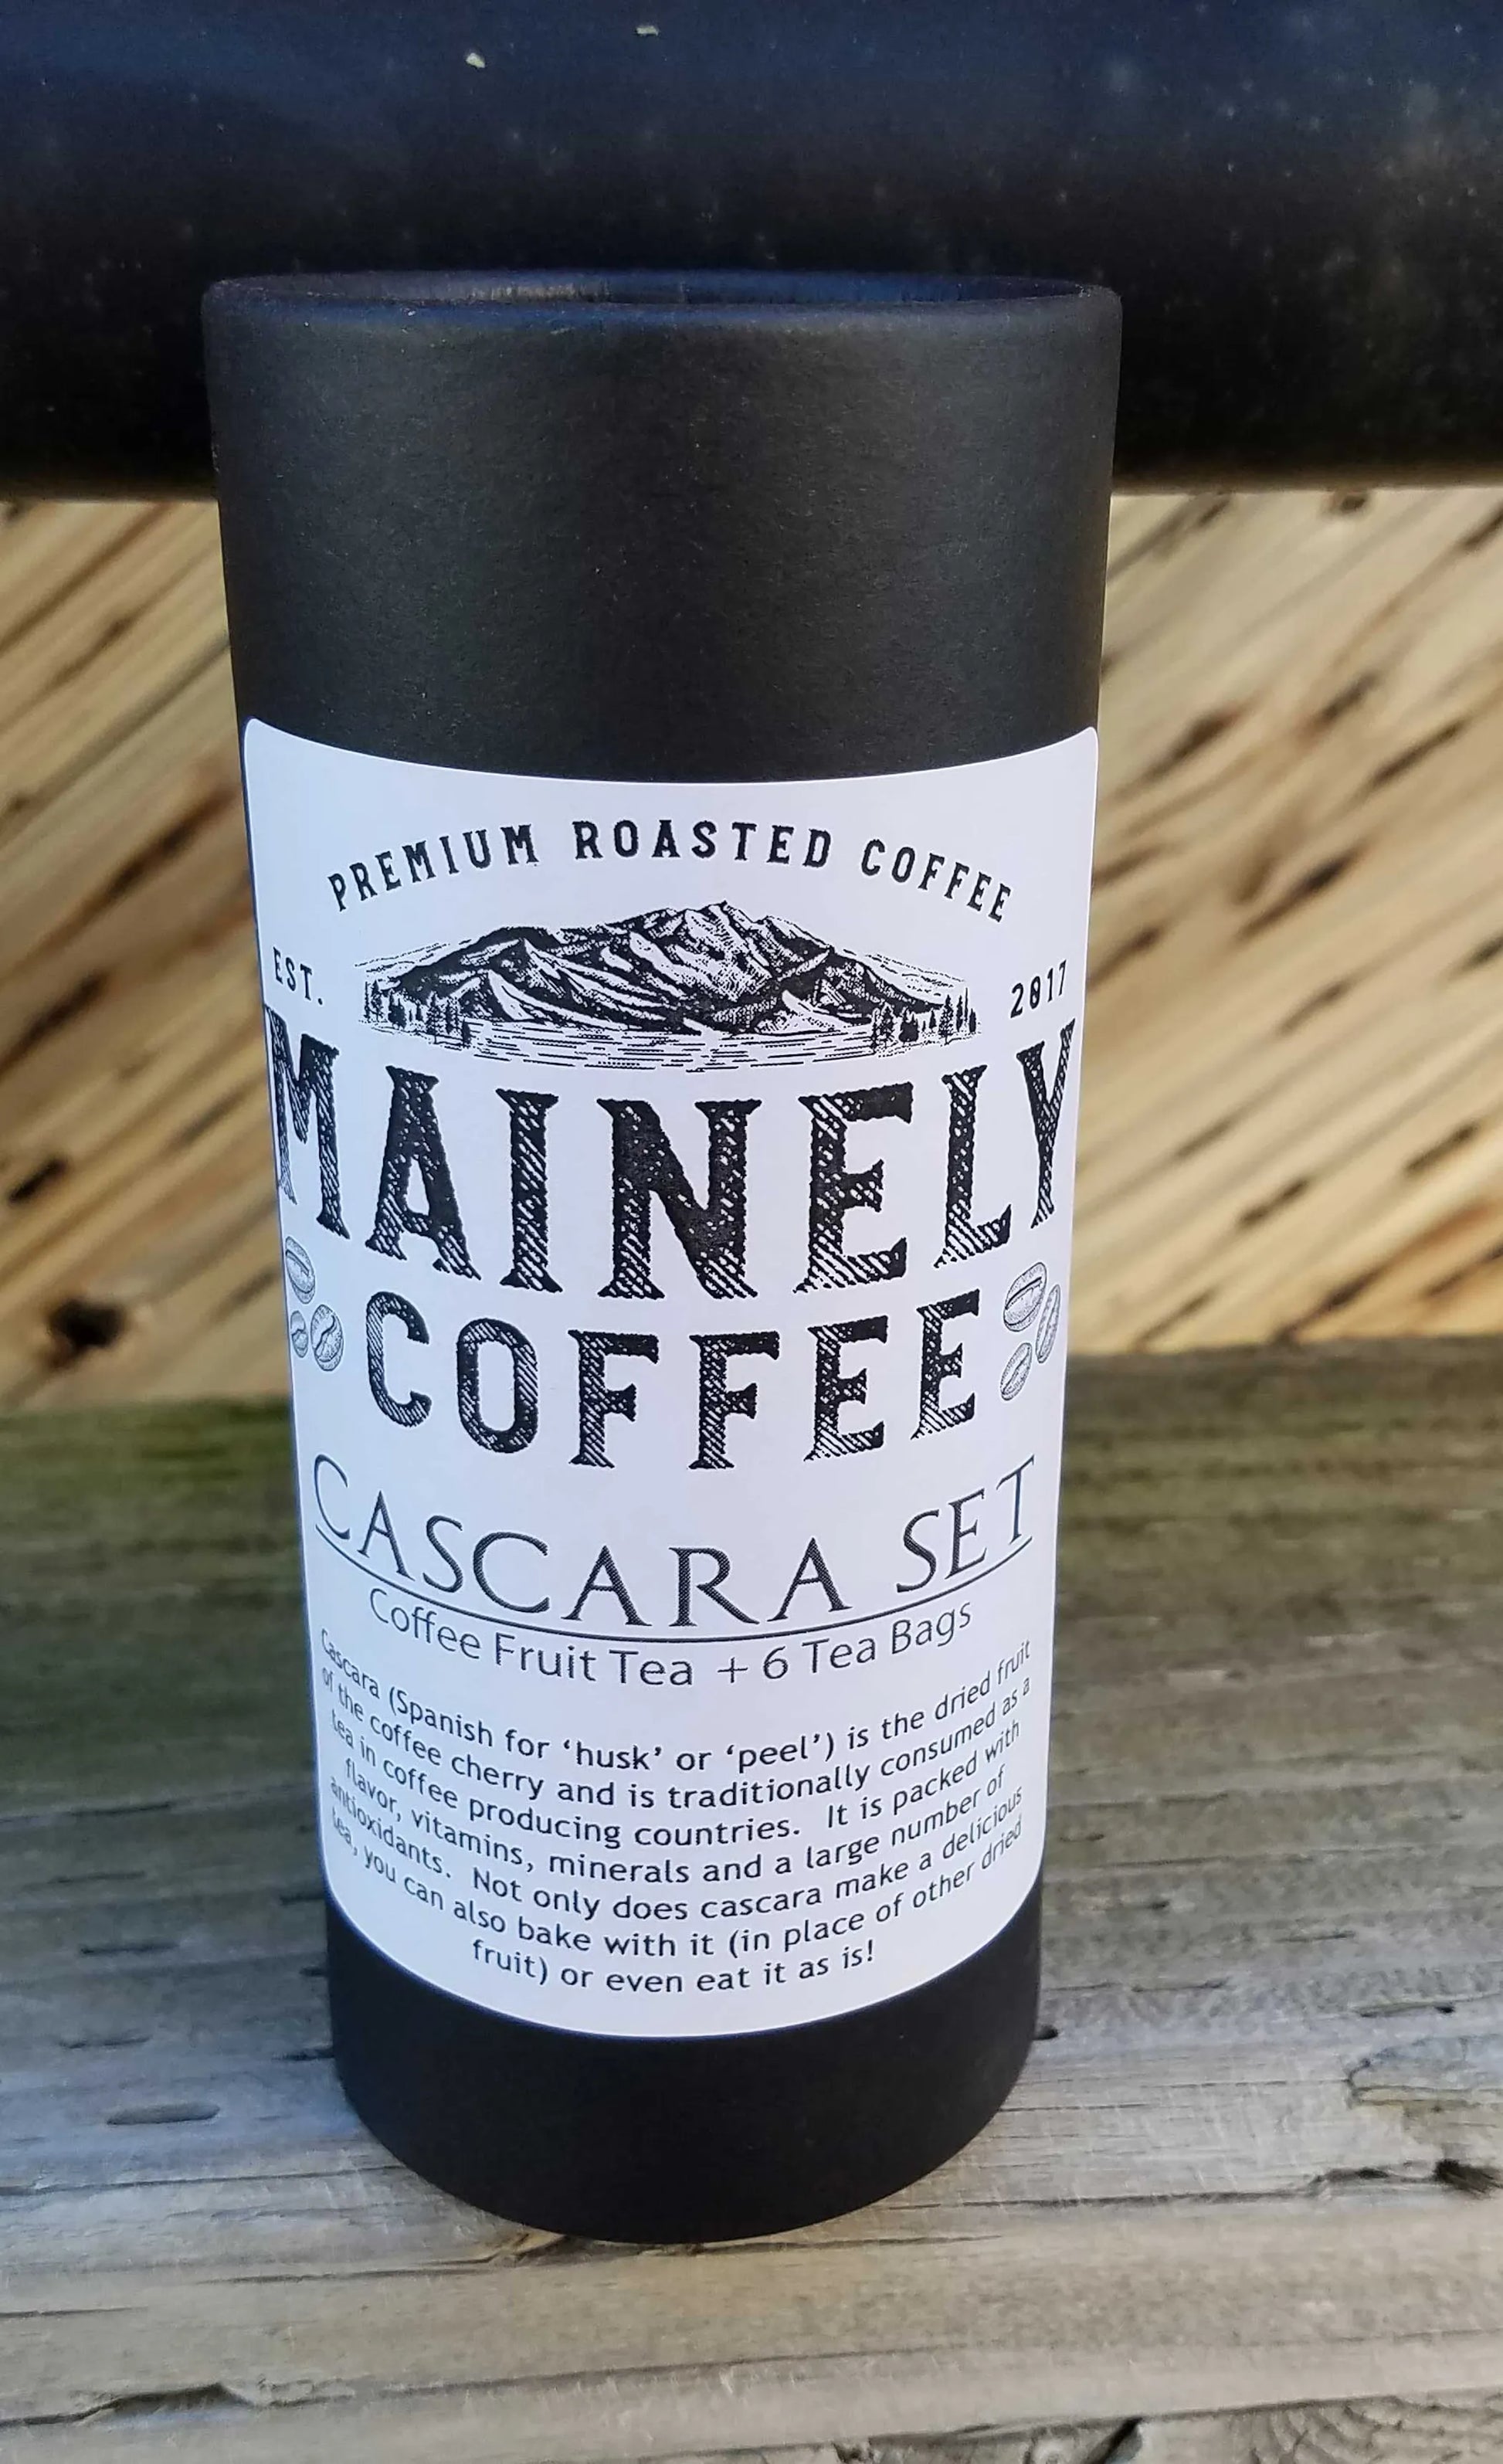 PREMIUM ROASTED COFFEE
EST. 2017
MAINELY
COFFEE
CASCARA SET
Coffee Fruit Tea + 6 Tea Bags
Cascara (Spanish for ‘husk’ or ‘peel’) is the dried fruit
of the coffee cherry and is traditionally consumed as a
tea in coffee producing countries. It is packed with
flavor, vitamins, minerals and a large number of
antioxidants. Not only does cascara make a delicious
tea, you can also bake with it (in place of other dried
fruit) or even eat it as is!